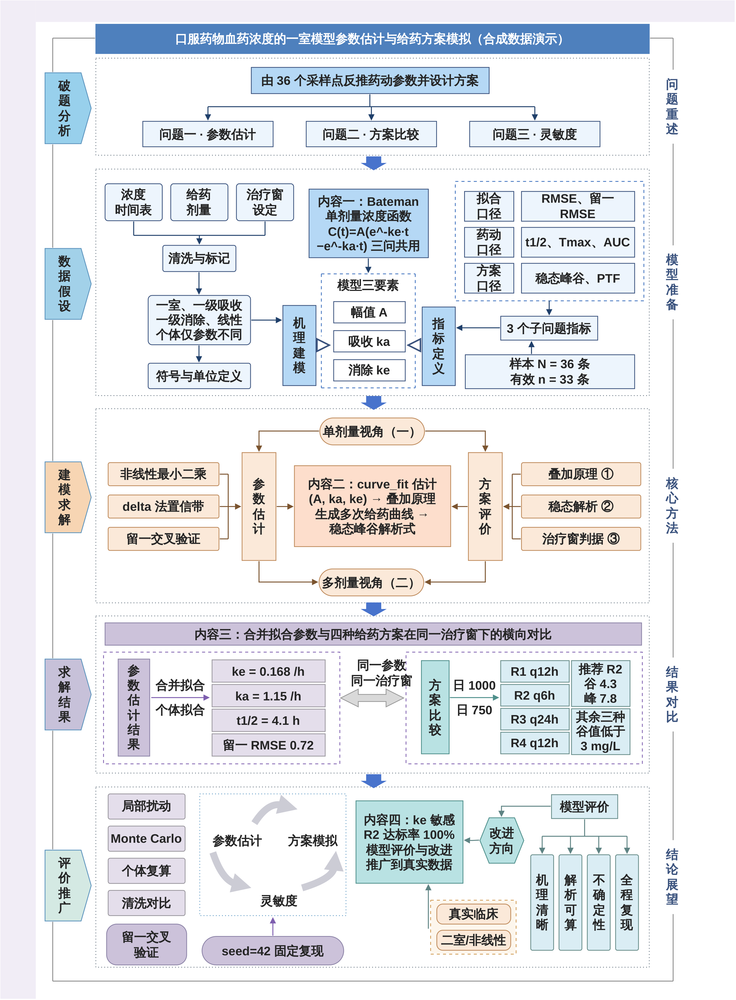 口服药物血药浓度的一室模型参数估计与给药方案模拟（合成数据演示）
破题分析
问题重述
由 36 个采样点反推药动参数并设计方案
问题一 · 参数估计
问题二 · 方案比较
问题三 · 灵敏度
数据假设
模型准备
浓度
时间表
给药
剂量
治疗窗
设定
清洗与标记
一室、一级吸收
一级消除、线性
个体仅参数不同
符号与单位定义
机理建模
内容一：Bateman
单剂量浓度函数
C(t)=A(e^-ke·t
−e^-ka·t) 三问共用
模型三要素
幅值 A
吸收 ka
消除 ke
指标定义
拟合
口径
RMSE、留一
RMSE
药动
口径
t1/2、Tmax、AUC
方案
口径
稳态峰谷、PTF
3 个子问题指标
样本 N = 36 条
有效 n = 33 条
建模求解
核心方法
单剂量视角（一）
非线性最小二乘
delta 法置信带
留一交叉验证
参数估计
内容二：curve_fit 估计
(A, ka, ke) → 叠加原理
生成多次给药曲线 →
稳态峰谷解析式
方案评价
叠加原理 ①
稳态解析 ②
治疗窗判据 ③
多剂量视角（二）
求解结果
结果对比
内容三：合并拟合参数与四种给药方案在同一治疗窗下的横向对比
参数估计结果
合并拟合
个体拟合
ke = 0.168 /h
ka = 1.15 /h
t1/2 = 4.1 h
留一 RMSE 0.72
同一参数
同一治疗窗
方案比较
日 1000
日 750
R1 q12h
R2 q6h
R3 q24h
R4 q12h
推荐 R2
谷 4.3
峰 7.8
其余三种
谷值低于
3 mg/L
评价推广
结论展望
局部扰动
Monte Carlo
个体复算
清洗对比
留一交叉
验证
参数估计
方案模拟
灵敏度
seed=42 固定复现
内容四：ke 敏感
R2 达标率 100%
模型评价与改进
推广到真实数据
改进
方向
模型评价
真实临床
二室/非线性
机理清晰
解析可算
不确定性
全程复现